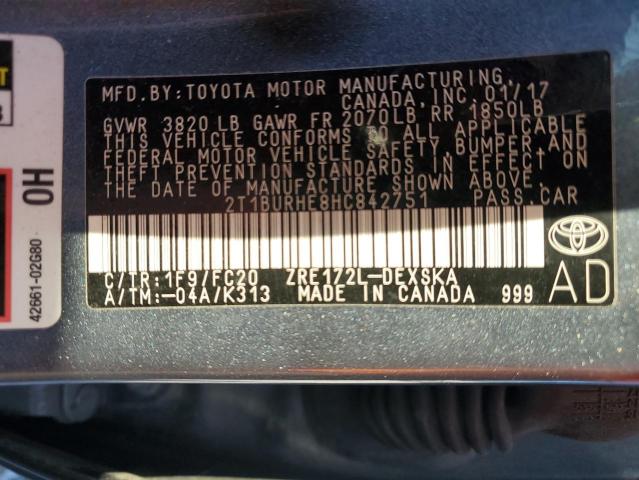 MFD. BY: TOYOTA MOTOR MANUFACTURING,
CANADA, INC. 01/17
GVWR 3820 LB GAWR FR 2070LB RR 1850LB
THIS VEHICLE CONFORMS TO ALL APPLICABLE
FEDERAL MOTOR VEHICLE SAFETY, BUMPER, AND
THEFT PREVENTION STANDARDS IN EFFECT ON
THE DATE OF MANUFACTURE SHOWN ABOVE.
2T1BURHE8HC842751 PASS.CAR
C/TR:1F9/FC20 ZRE172L-DEXSKA
A/TM:-04A/K313 MADE IN CANADA 999
AD
0H
42661-02G80